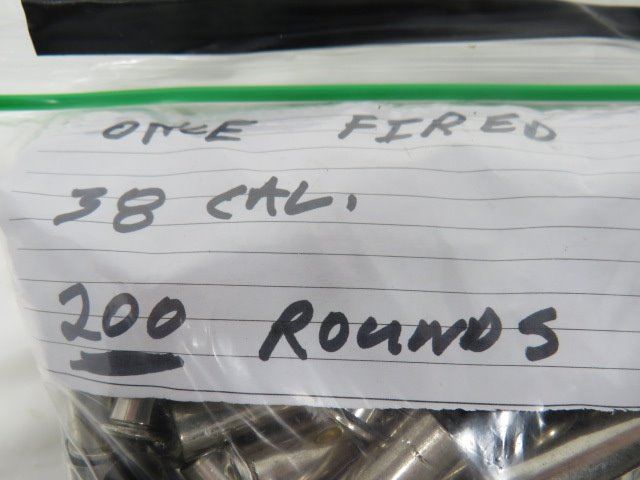 ONCE FIRED
38 CAL.
200 ROUNDS